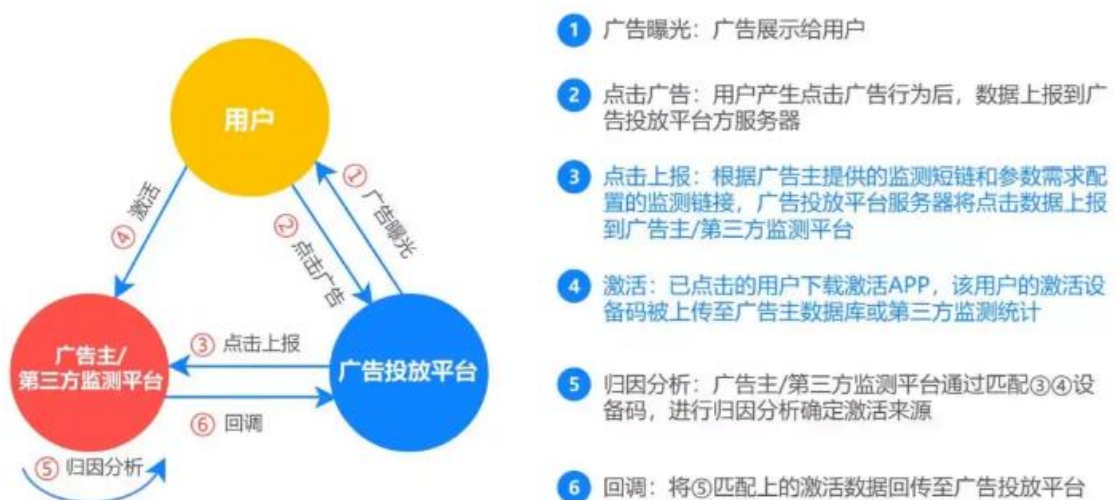 用户
④ 激活
② 点击广告
① 广告曝光
广告主/
第三方监测平台
③ 点击上报
⑥ 回调
广告投放平台
⑤ 归因分析
1 广告曝光：广告展示给用户
2 点击广告：用户产生点击广告行为后，数据上报到广
告投放平台方服务器
3 点击上报：根据广告主提供的监测短链和参数需求配
置的监测链接，广告投放平台服务器将点击数据上报
到广告主/第三方监测平台
4 激活：已点击的用户下载激活APP，该用户的激活设
备码被上传至广告主数据库或第三方监测统计
5 归因分析：广告主/第三方监测平台通过匹配③④设
备码，进行归因分析确定激活来源
6 回调：将⑤匹配上的激活数据回传至广告投放平台